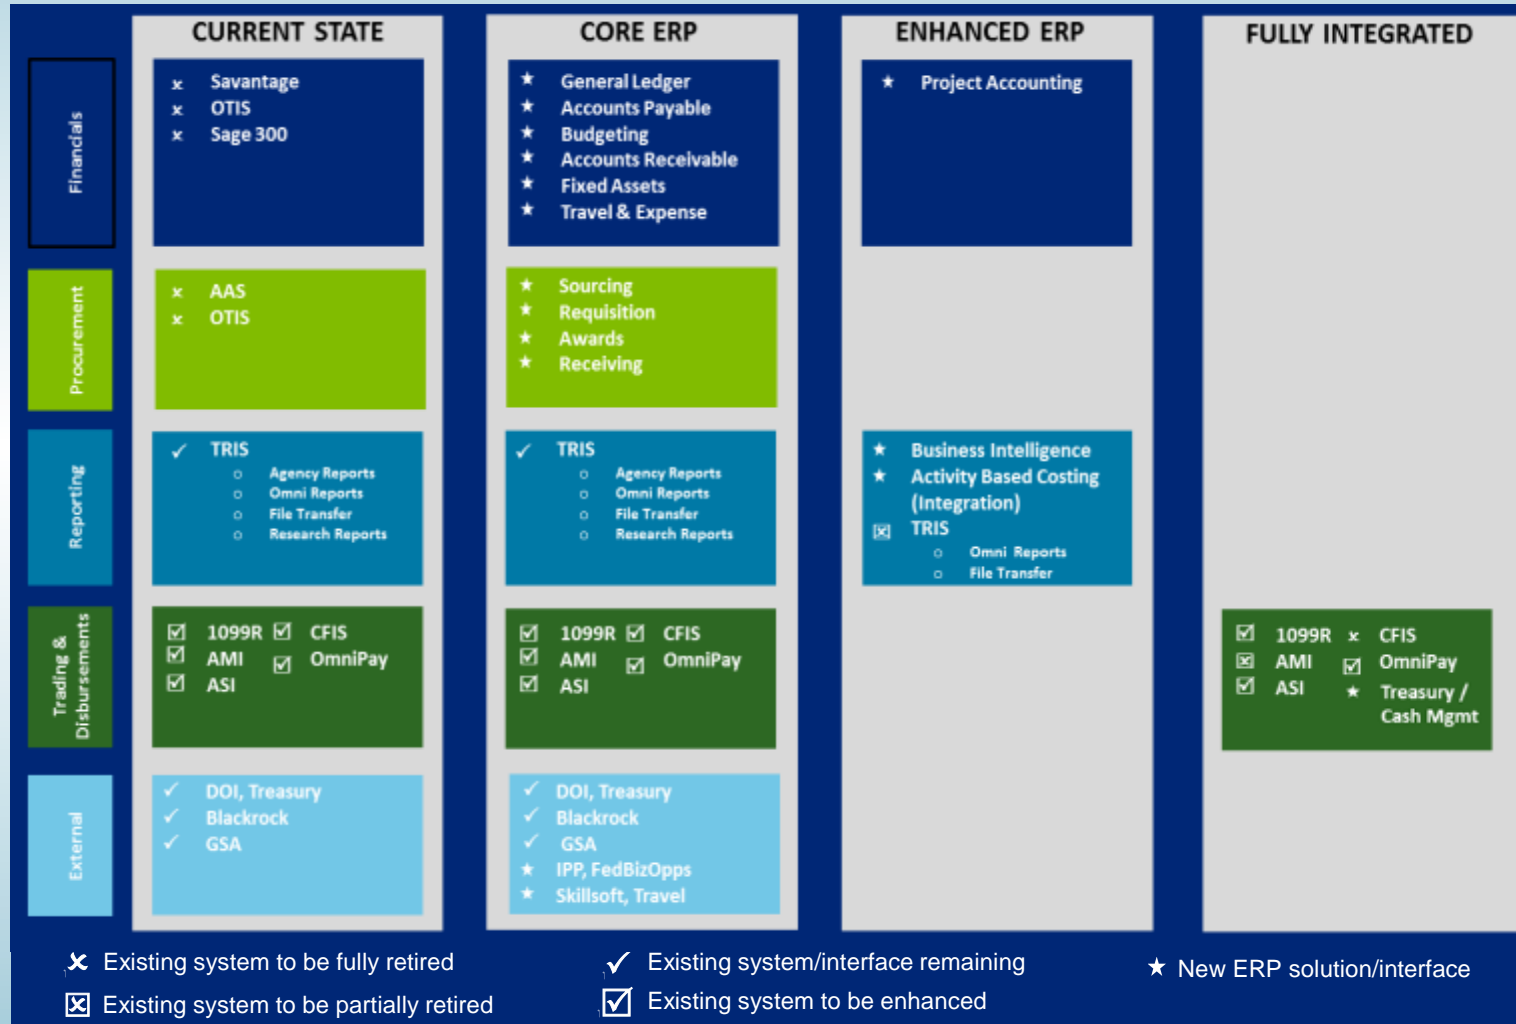 CURRENT STATE
CORE ERP
ENHANCED ERP
FULLY INTEGRATED
Financials
× Savantage
× OTIS
× Sage 300
★ General Ledger
★ Accounts Payable
★ Budgeting
★ Accounts Receivable
★ Fixed Assets
★ Travel & Expense
★ Project Accounting
Procurement
× AAS
× OTIS
★ Sourcing
★ Requisition
★ Awards
★ Receiving
Reporting
✓ TRIS
○ Agency Reports
○ Omni Reports
○ File Transfer
○ Research Reports
✓ TRIS
○ Agency Reports
○ Omni Reports
○ File Transfer
○ Research Reports
★ Business Intelligence
★ Activity Based Costing
(Integration)
☒ TRIS
○ Omni Reports
○ File Transfer
Trading &
Disbursements
☑ 1099R ☑ CFIS
☑ AMI ☑ OmniPay
☑ ASI
☑ 1099R ☑ CFIS
☑ AMI ☑ OmniPay
☑ ASI
☑ 1099R × CFIS
☒ AMI ☑ OmniPay
☑ ASI ★ Treasury /
Cash Mgmt
External
✓ DOI, Treasury
✓ Blackrock
✓ GSA
✓ DOI, Treasury
✓ Blackrock
✓ GSA
★ IPP, FedBizOpps
★ Skillsoft, Travel
× Existing system to be fully retired
✓ Existing system/interface remaining
★ New ERP solution/interface
☒ Existing system to be partially retired
☑ Existing system to be enhanced